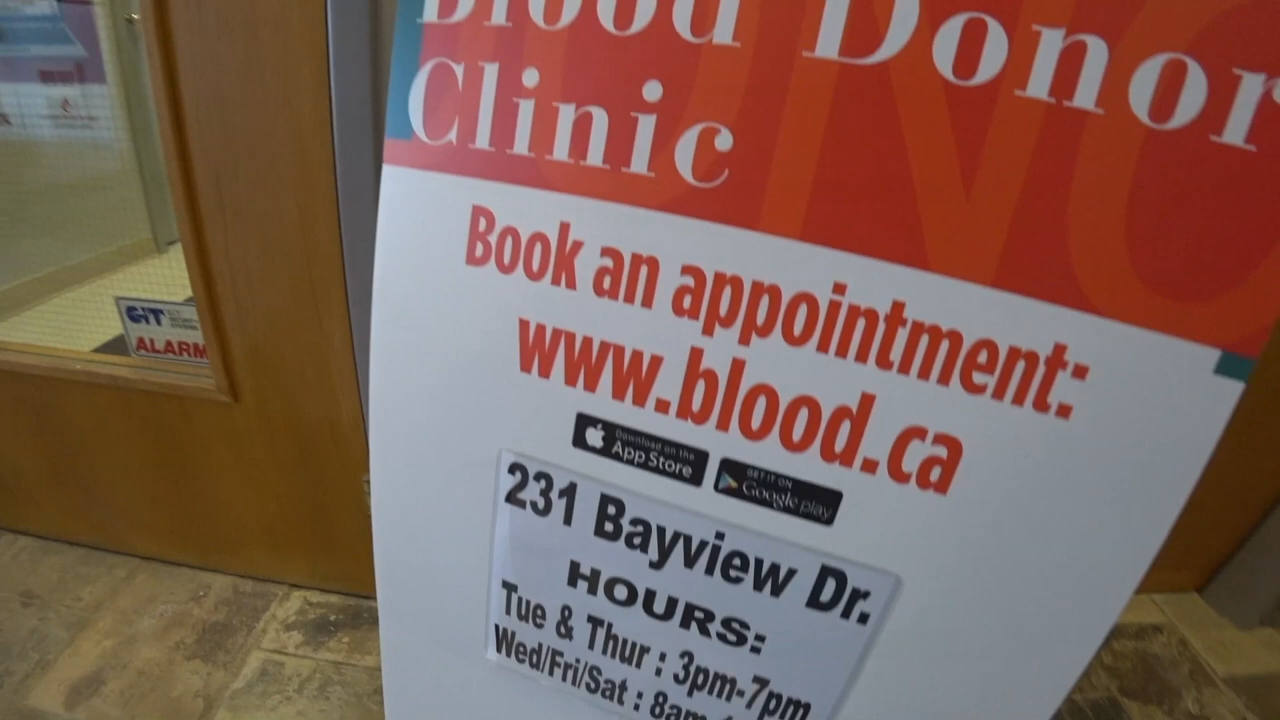 Blood Donor
Clinic
Book an appointment:
www.blood.ca
Download on the
App Store
GET IT ON
Google play
231 Bayview Dr.
HOURS:
Tue & Thur : 3pm-7pm
Wed/Fri/Sat : 8am
GIT
ALARM